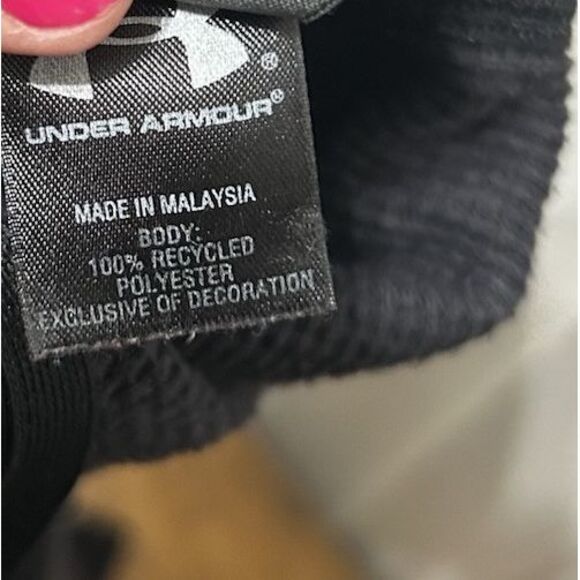 ®
UNDER ARMOUR®
MADE IN MALAYSIA
BODY:
100% RECYCLED
POLYESTER
EXCLUSIVE OF DECORATION